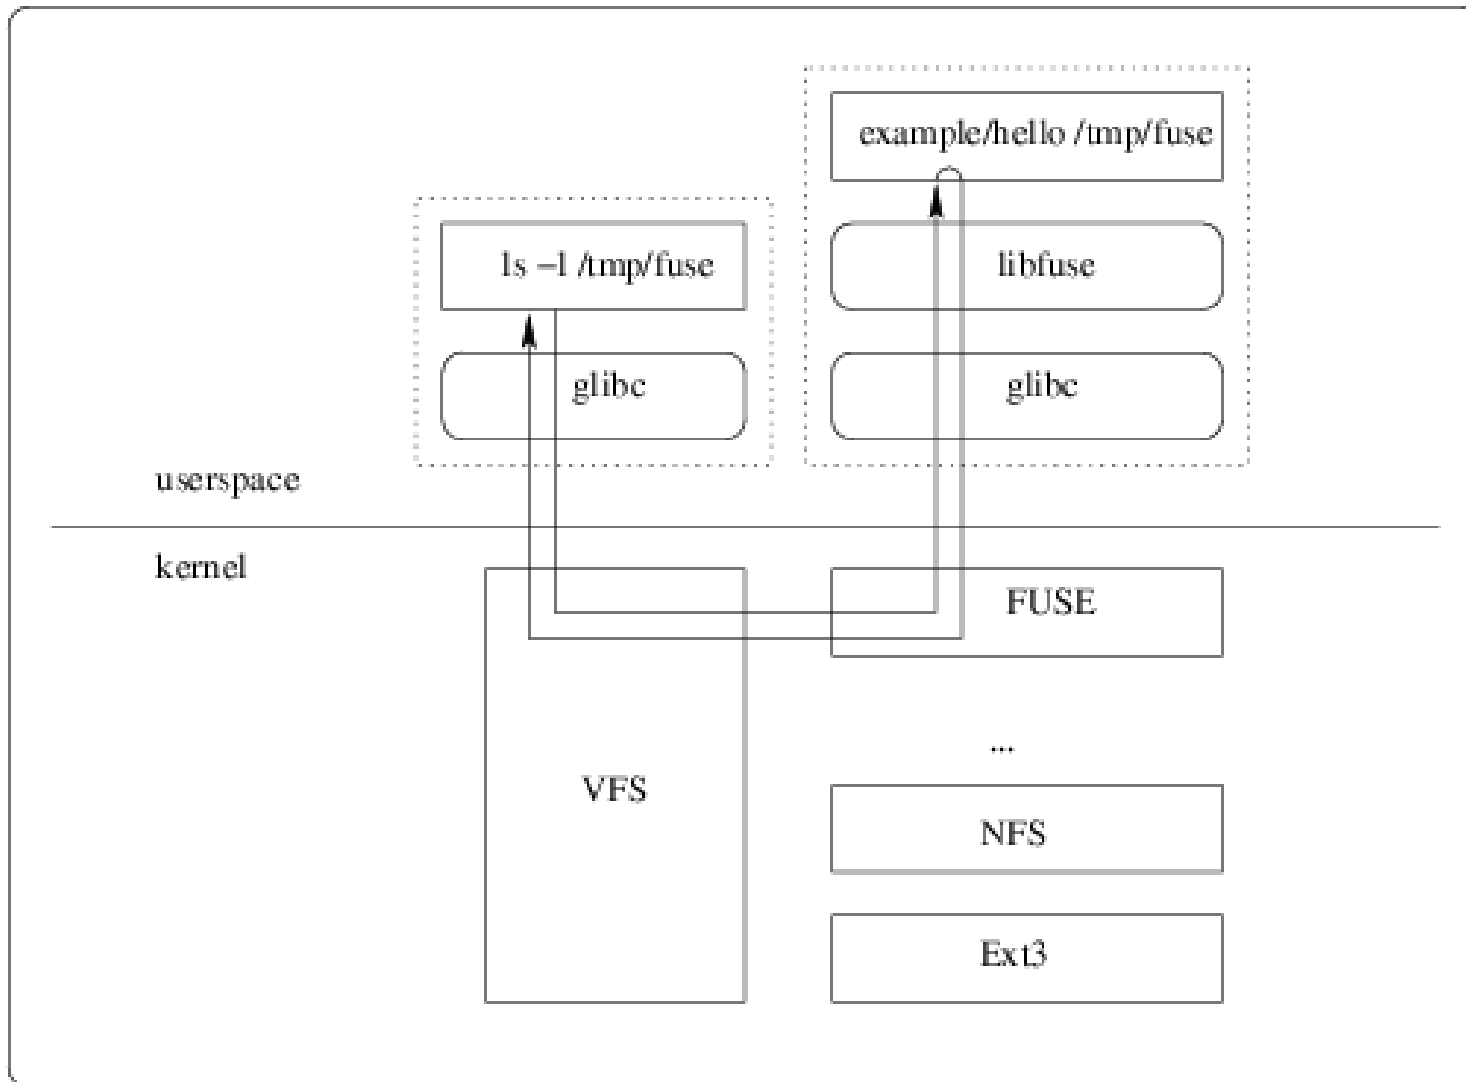 example/hello /tmp/fuse
ls –l /tmp/fuse
libfuse
glibc
glibc
userspace
kernel
FUSE
...
VFS
NFS
Ext3